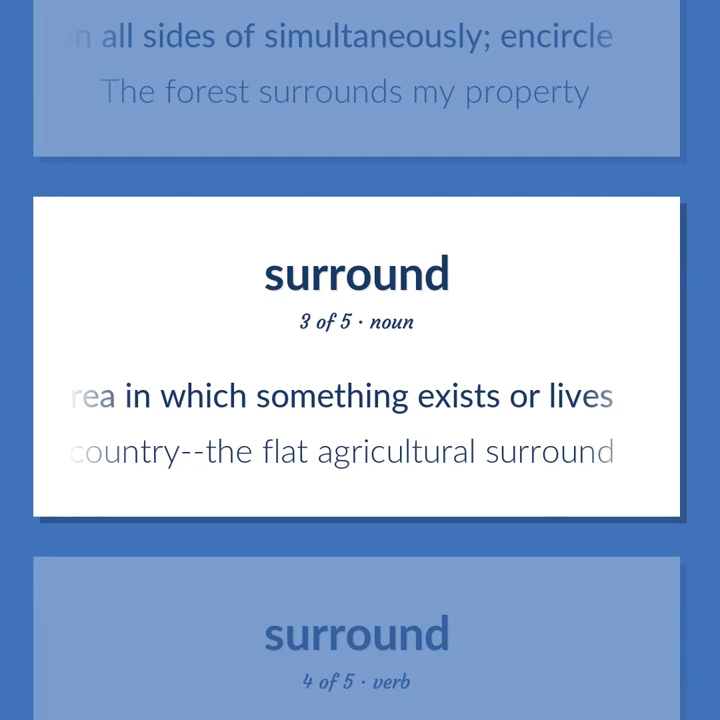 all sides of simultaneously; encircle
The forest surrounds my property
surround
3 of 5 · noun
in which something exists or lives
country--the flat agricultural surround
surround
4 of 5 · verb